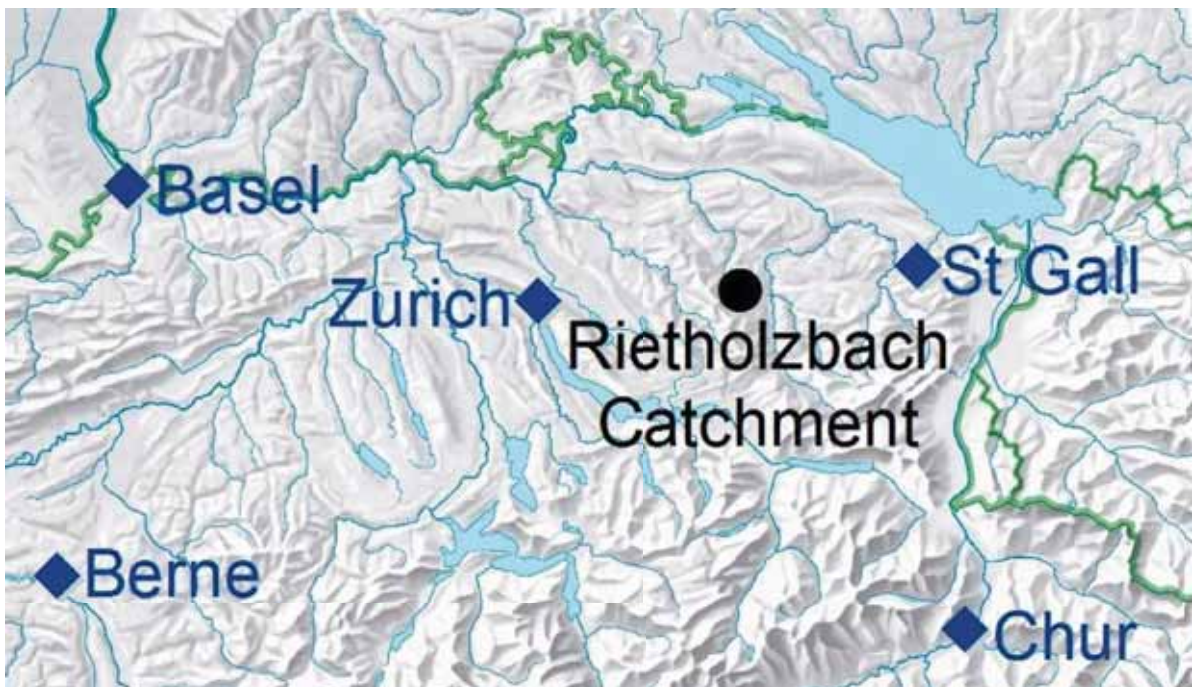 Basel
St Gall
Zurich
Rietholzbach
Catchment
Berne
Chur